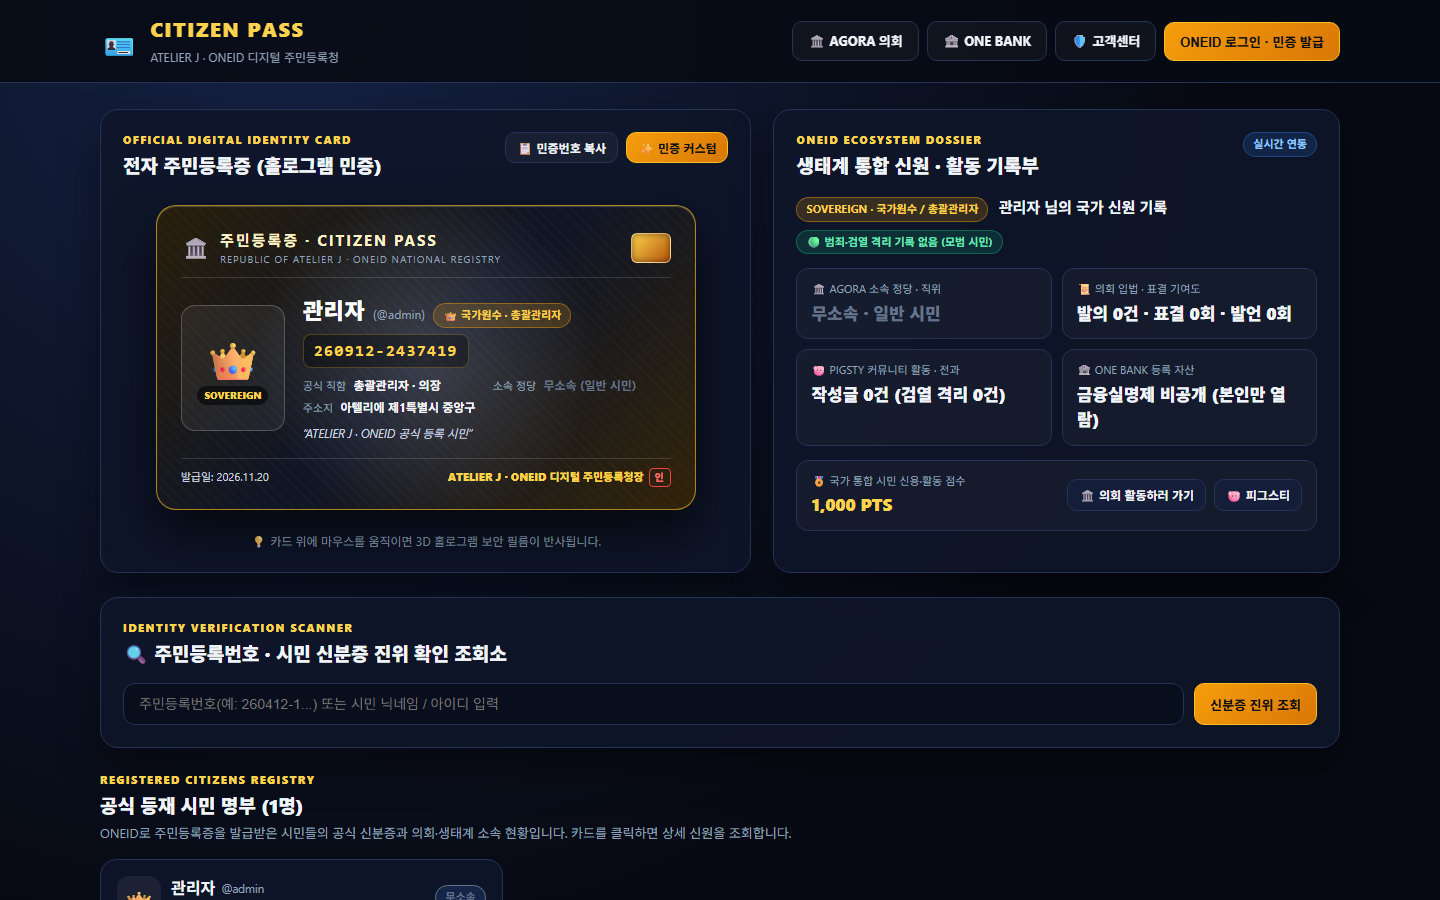 CITIZEN PASS
ATELIER J · ONEID 디지털 주민등록청
AGORA 의회
ONE BANK
고객센터
ONEID 로그인 · 민증 발급
OFFICIAL DIGITAL IDENTITY CARD
전자 주민등록증 (홀로그램 민증)
민증번호 복사
민증 커스텀
주민등록증 · CITIZEN PASS
REPUBLIC OF ATELIER J · ONEID NATIONAL REGISTRY
관리자 (@admin) 국가원수 · 총괄관리자
260912-2437419
SOVEREIGN
공식 직함 총괄관리자 · 의장
소속 정당 무소속 (일반 시민)
주소지 아텔리에 제1특별시 중앙구
"ATELIER J · ONEID 공식 등록 시민"
발급일: 2026.11.20
ATELIER J · ONEID 디지털 주민등록청장 인
카드 위에 마우스를 움직이면 3D 홀로그램 보안 필름이 반사됩니다.
ONEID ECOSYSTEM DOSSIER
생태계 통합 신원 · 활동 기록부
실시간 연동
SOVEREIGN · 국가원수 / 총괄관리자 관리자 님의 국가 신원 기록
범죄·검열 격리 기록 없음 (모범 시민)
AGORA 소속 정당 · 직위
무소속 · 일반 시민
의회 입법 · 표결 기여도
발의 0건 · 표결 0회 · 발언 0회
PIGSTY 커뮤니티 활동 · 전과
작성글 0건 (검열 격리 0건)
ONE BANK 등록 자산
금융실명제 비공개 (본인만 열
람)
국가 통합 시민 신용·활동 점수
1,000 PTS
의회 활동하러 가기
피그스티
IDENTITY VERIFICATION SCANNER
주민등록번호 · 시민 신분증 진위 확인 조회소
주민등록번호(예: 260412-1...) 또는 시민 닉네임 / 아이디 입력
신분증 진위 조회
REGISTERED CITIZENS REGISTRY
공식 등재 시민 명부 (1명)
ONEID로 주민등록증을 발급받은 시민들의 공식 신분증과 의회·생태계 소속 현황입니다. 카드를 클릭하면 상세 신원을 조회합니다.
관리자 @admin
무소속